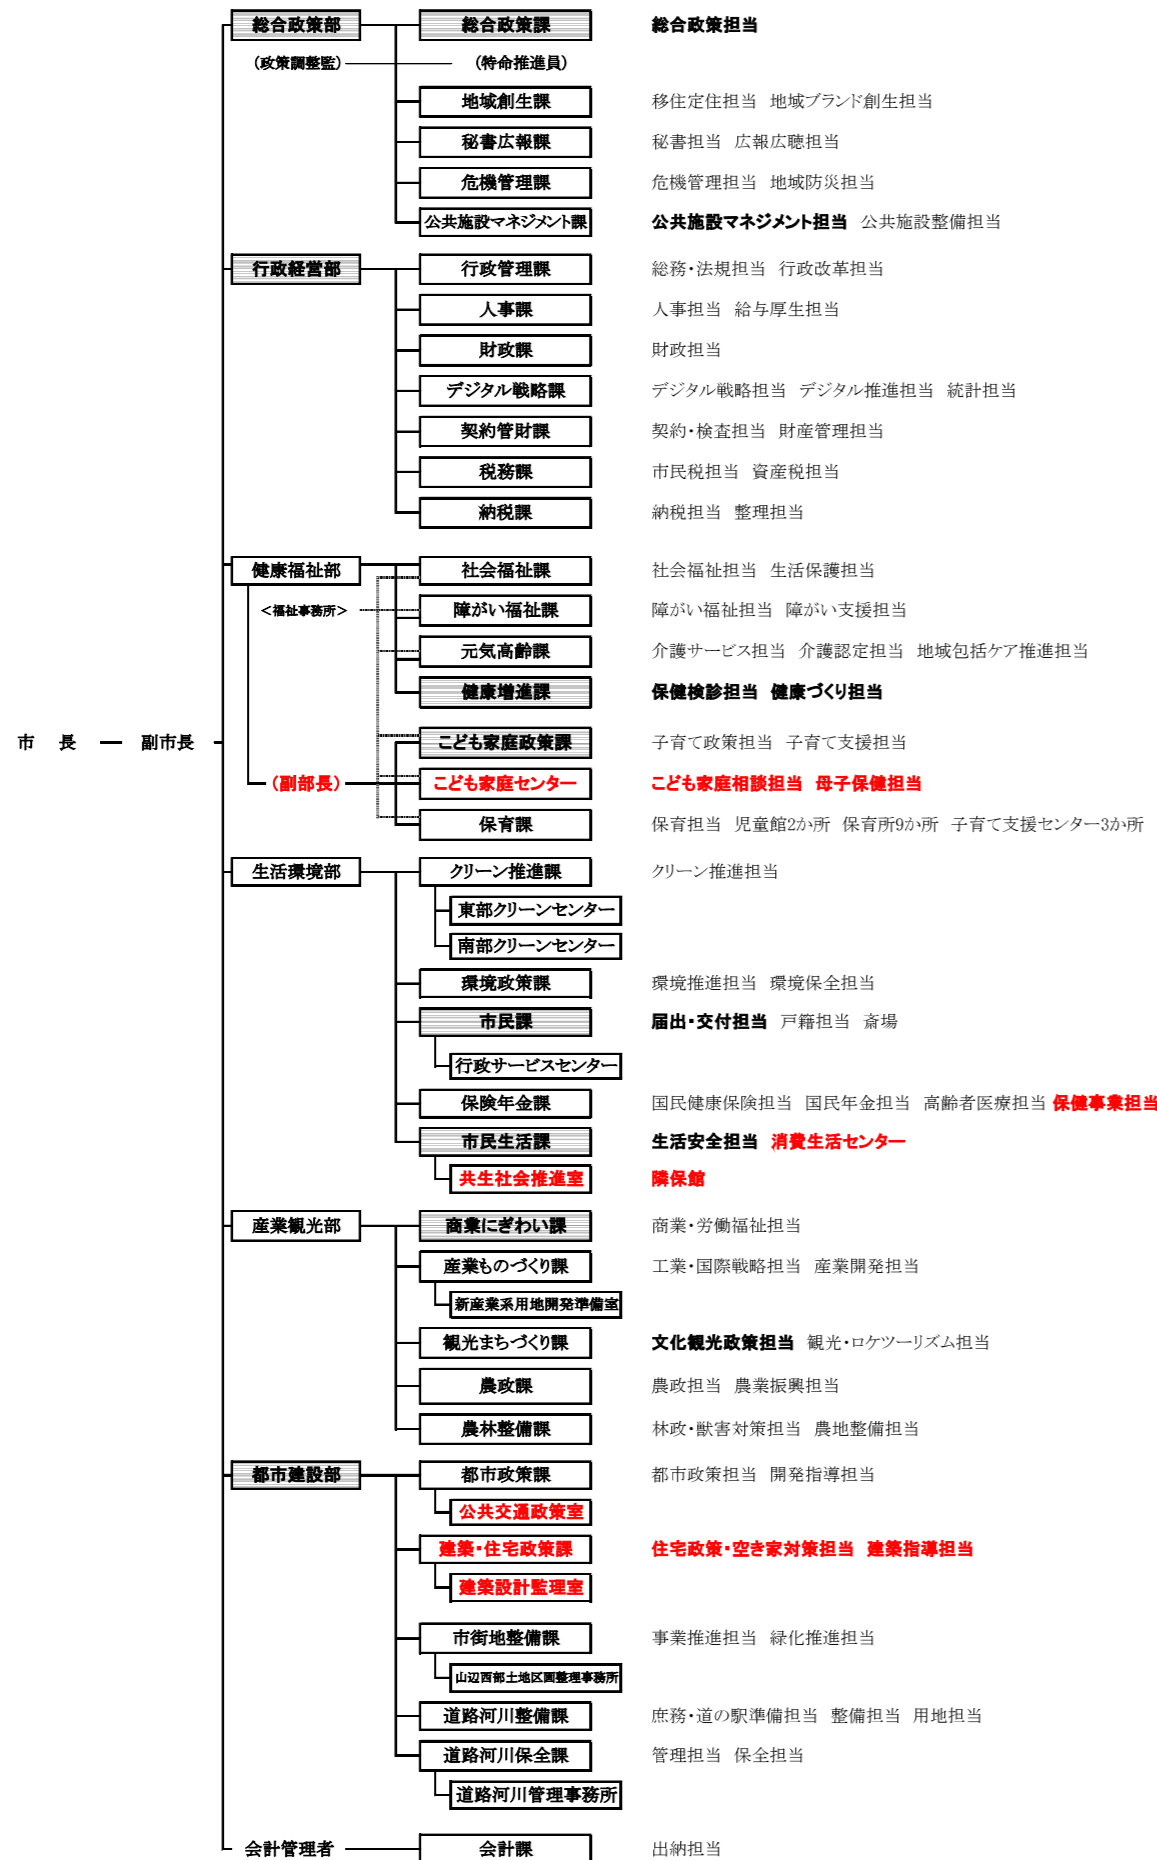 総合政策部 総合政策課 総合政策担当
(政策調整監) (特命推進員)
地域創生課 移住定住担当 地域ブランド創生担当
秘書広報課 秘書担当 広報広聴担当
危機管理課 危機管理担当 地域防災担当
公共施設マネジメント課 公共施設マネジメント担当 公共施設整備担当
行政経営部 行政管理課 総務・法規担当 行政改革担当
人事課 人事担当 給与厚生担当
財政課 財政担当
デジタル戦略課 デジタル戦略担当 デジタル推進担当 統計担当
契約管財課 契約・検査担当 財産管理担当
税務課 市民税担当 資産税担当
納税課 納税担当 整理担当
健康福祉部 社会福祉課 社会福祉担当 生活保護担当
<福祉事務所> 障がい福祉課 障がい福祉担当 障がい支援担当
元気高齢課 介護サービス担当 介護認定担当 地域包括ケア推進担当
健康増進課 保健検診担当 健康づくり担当
市 長 副市長 こども家庭政策課 子育て政策担当 子育て支援担当
(副部長) こども家庭センター こども家庭相談担当 母子保健担当
保育課 保育担当 児童館2か所 保育所9か所 子育て支援センター3か所
生活環境部 クリーン推進課 クリーン推進担当
東部クリーンセンター
南部クリーンセンター
環境政策課 環境推進担当 環境保全担当
市民課 届出・交付担当 戸籍担当 斎場
行政サービスセンター
保険年金課 国民健康保険担当 国民年金担当 高齢者医療担当 保健事業担当
市民生活課 生活安全担当 消費生活センター
共生社会推進室 隣保館
産業観光部 商業にぎわい課 商業・労働福祉担当
産業ものづくり課 工業・国際戦略担当 産業開発担当
新産業系用地開発準備室
観光まちづくり課 文化観光政策担当 観光・ロケツーリズム担当
農政課 農政担当 農業振興担当
農林整備課 林政・獣害対策担当 農地整備担当
都市建設部 都市政策課 都市政策担当 開発指導担当
公共交通政策室
建築・住宅政策課 住宅政策・空き家対策担当 建築指導担当
建築設計監理室
市街地整備課 事業推進担当 緑化推進担当
山辺西部土地区画整理事務所
道路河川整備課 庶務・道の駅準備担当 整備担当 用地担当
道路河川保全課 管理担当 保全担当
道路河川管理事務所
会計管理者 会計課 出納担当